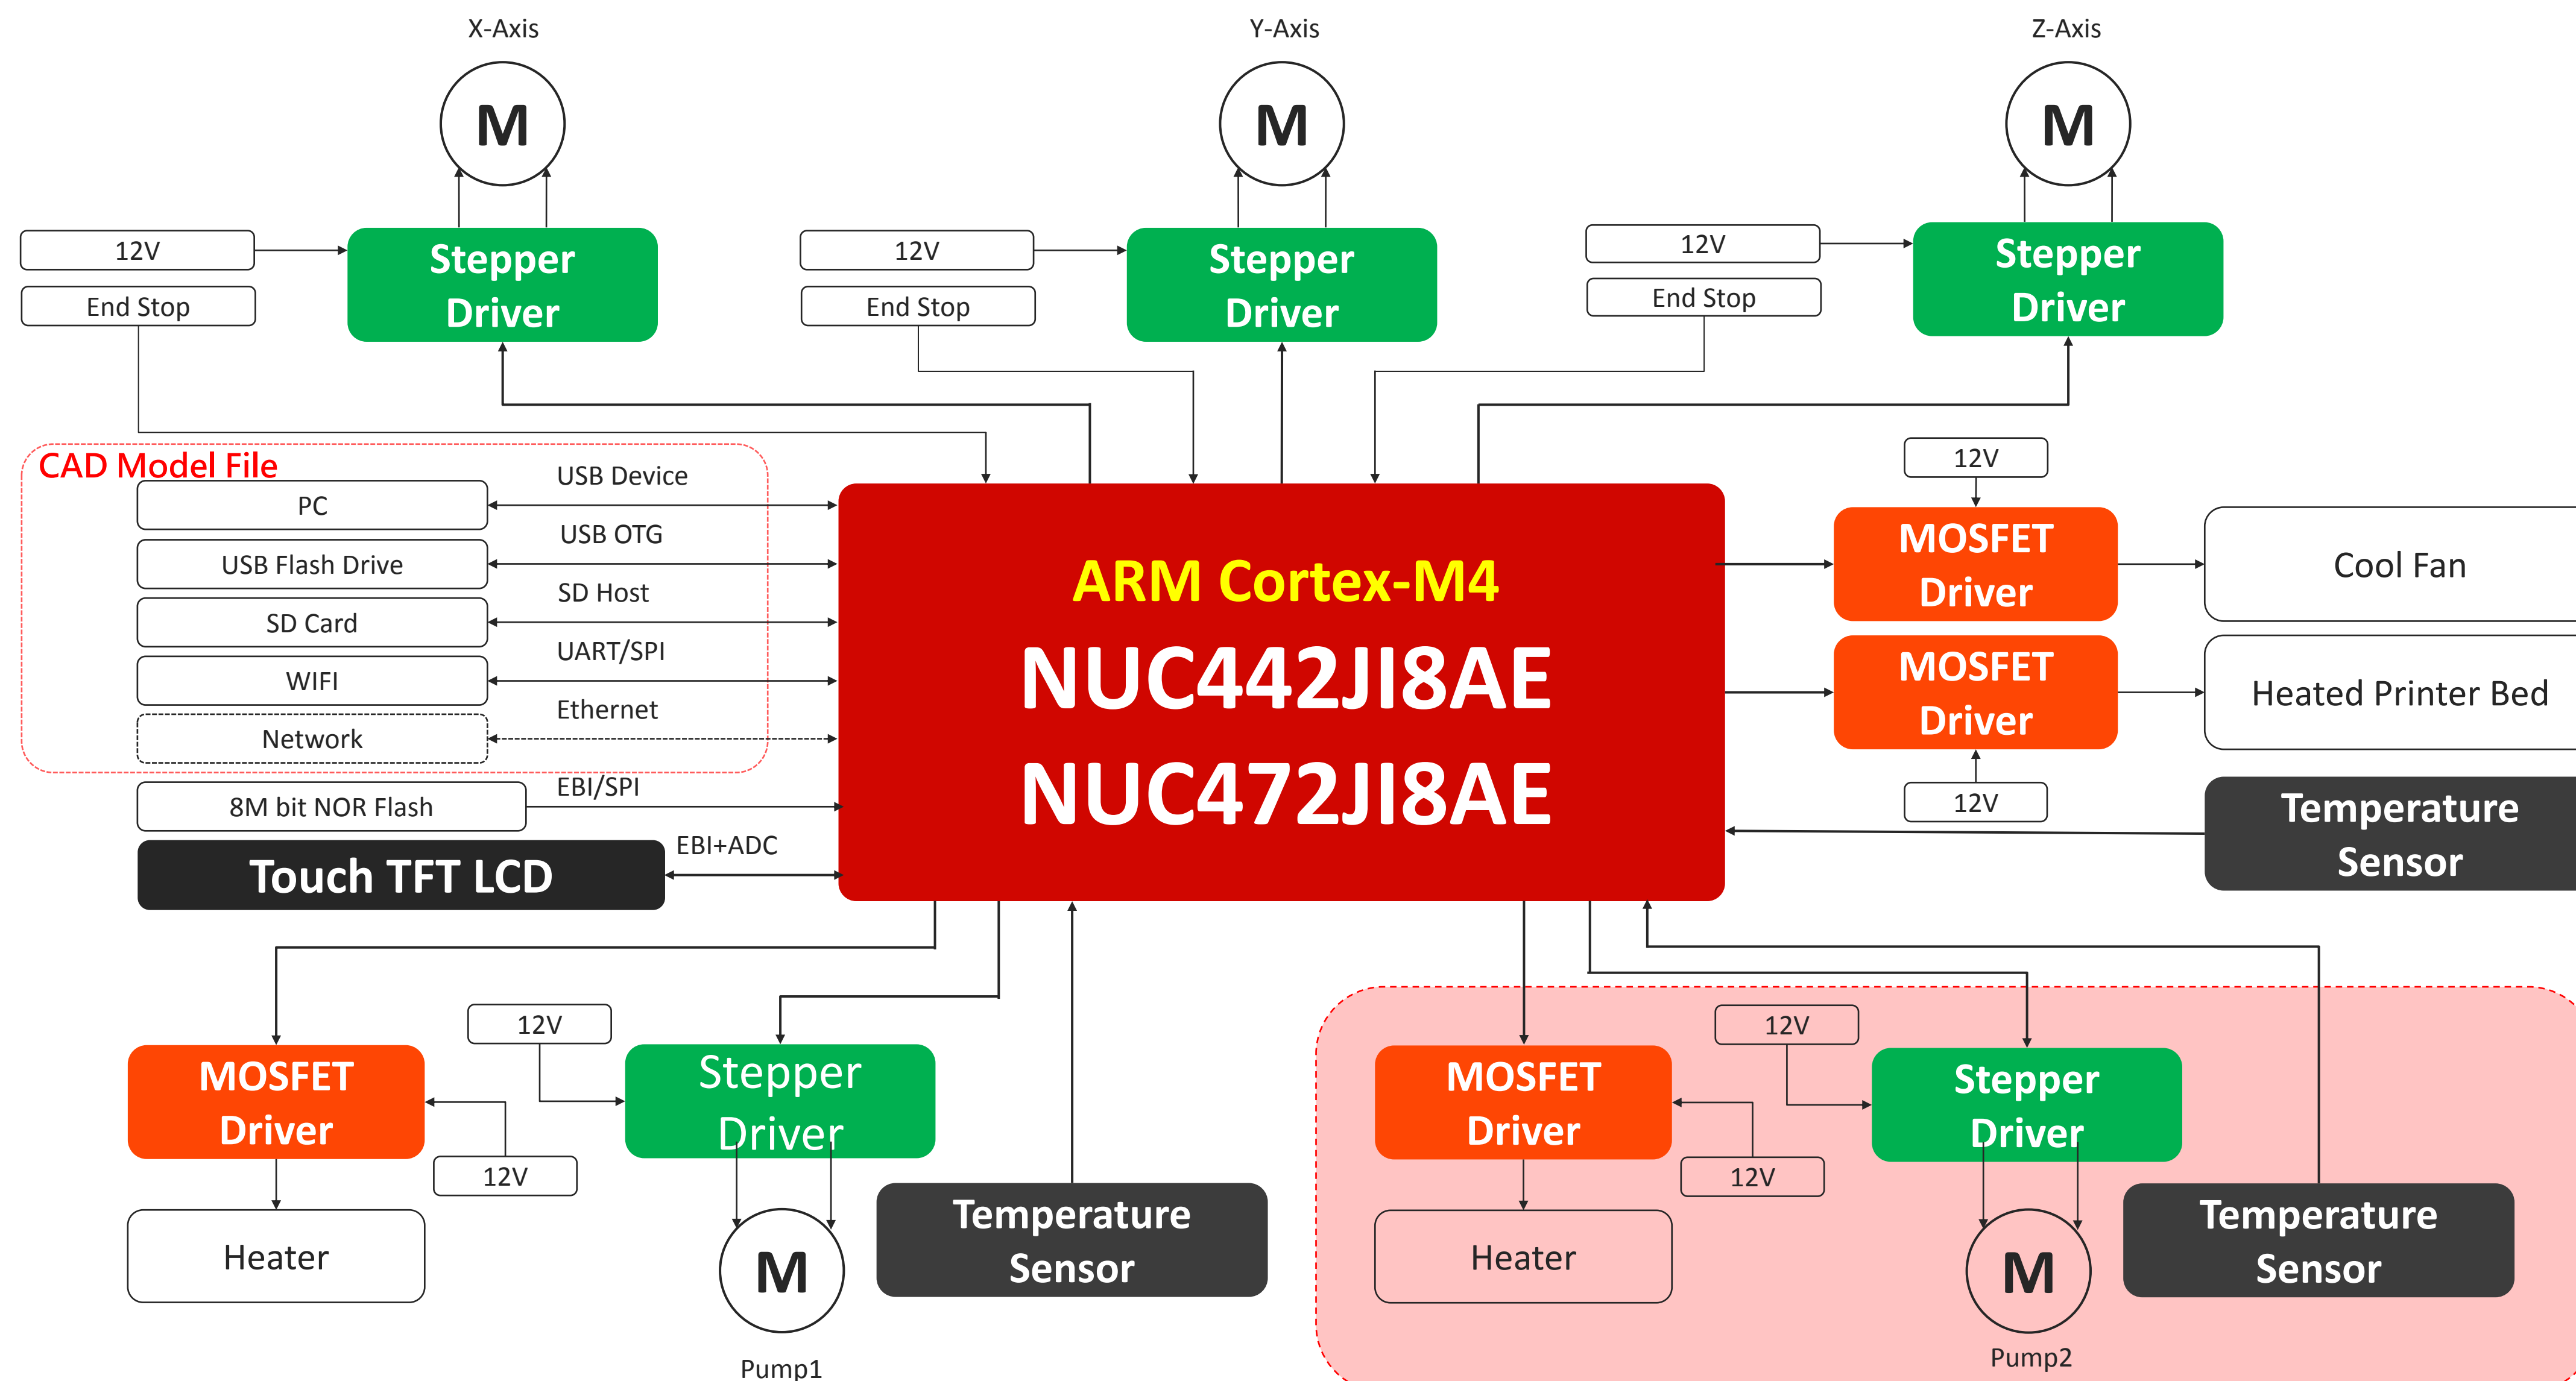 X-Axis
Y-Axis
Z-Axis
M
M
M
12V
End Stop
Stepper
Driver
12V
End Stop
Stepper
Driver
12V
End Stop
Stepper
Driver
CAD Model File
PC
USB Device
USB Flash Drive
USB OTG
SD Card
SD Host
WIFI
UART/SPI
Network
Ethernet
8M bit NOR Flash
EBI/SPI
Touch TFT LCD
EBI+ADC
ARM Cortex-M4
NUC442JI8AE
NUC472JI8AE
12V
MOSFET
Driver
Cool Fan
MOSFET
Driver
Heated Printer Bed
12V
Temperature
Sensor
MOSFET
Driver
12V
Heater
12V
Stepper
Driver
M
Pump1
Temperature
Sensor
MOSFET
Driver
12V
Heater
12V
Stepper
Driver
M
Pump2
Temperature
Sensor